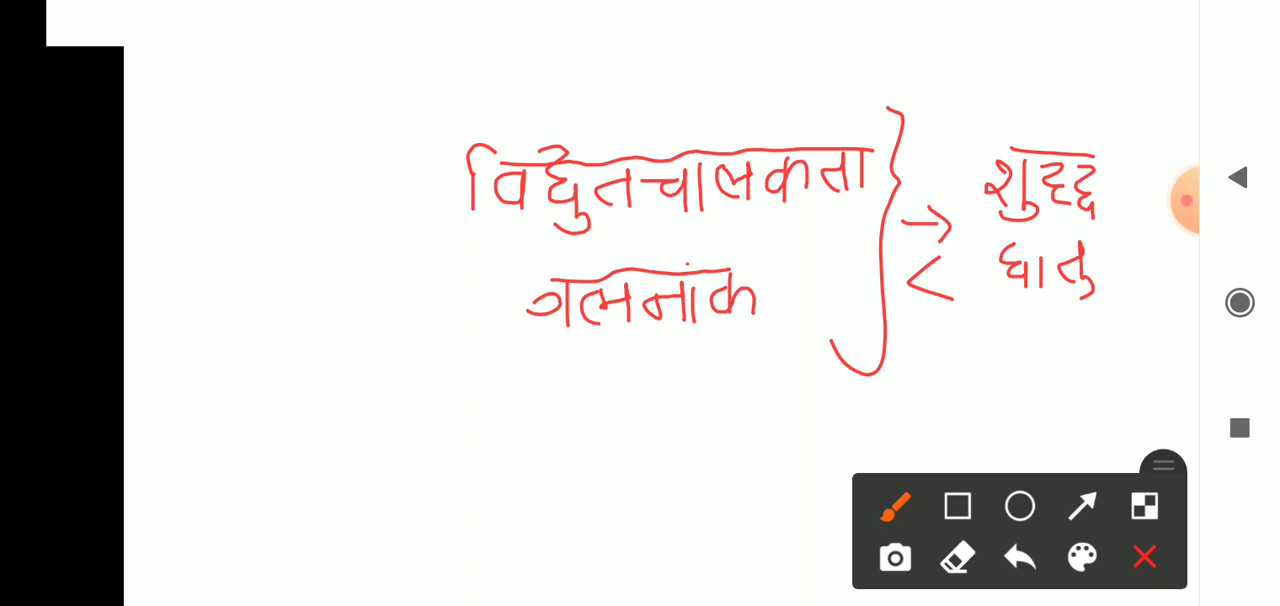 विद्युतचालकता } → शुद्द
गलनांक < धातु